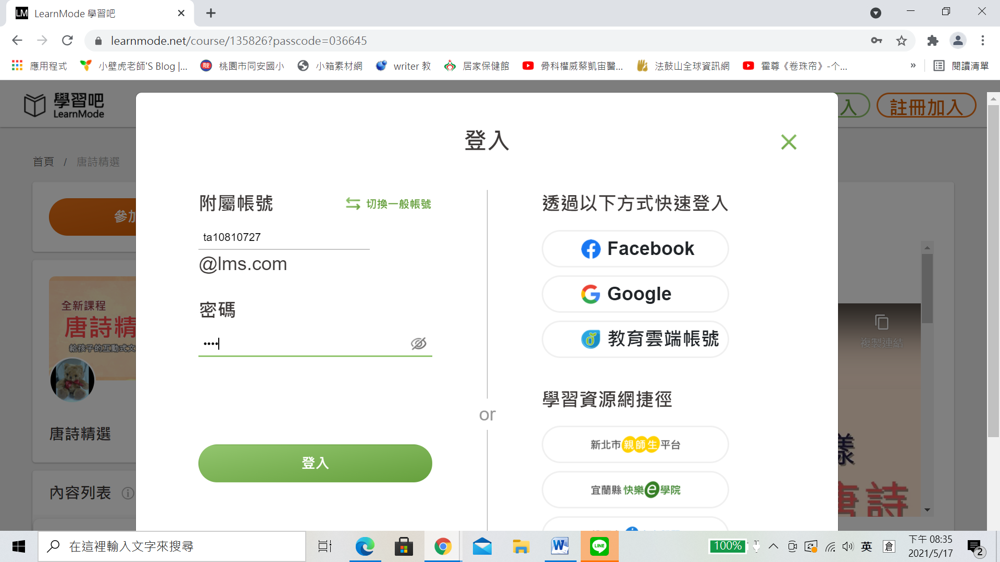 LM LearnMode 學習吧
learnmode.net/course/135826?passcode=036645
應用程式 小壁虎老師'S Blog |... 桃園市同安國小 小箱素材網 writer 教 居家保健館 骨科權威蔡凱宙醫... 法鼓山全球資訊網 霍尊《卷珠帘》-个... » 閱讀清單
學習吧
LearnMode
入 註冊加入
登入
首頁 / 唐詩精選
附屬帳號 切換一般帳號
參加
ta10810727
@lms.com
密碼
••••
登入
透過以下方式快速登入
Facebook
Google
教育雲端帳號
or
學習資源網捷徑
新北市親師生平台
宜蘭縣快樂e學院
全新課程
唐詩精
給孩子的互動式文
唐詩精選
內容列表
複製連結
樣
唐詩
在這裡輸入文字來搜尋
W
LINE
100%
英
倉
下午 08:35
2021/5/17
2